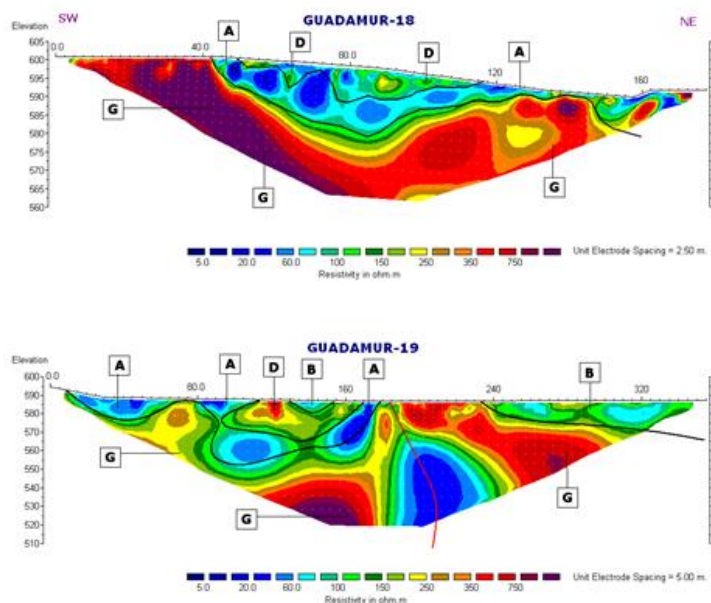 SW
GUADAMUR-18
NE
Elevation
A
D
D
A
0.0
40.0
80.0
120
160
605
600
595
590
585
580
575
570
565
560
G
G
G
5.0 20.0 60.0 100 150 250 350 750
Resistivity in ohm.m
Unit Electrode Spacing = 2.50 m.
GUADAMUR-19
Elevation
A
A
D
B
A
B
0.0
80.0
160
240
320
600
590
580
570
560
550
540
530
520
510
G
G
G
5.0 20.0 60.0 100 150 250 350 750
Resistivity in ohm.m
Unit Electrode Spacing = 5.00 m.